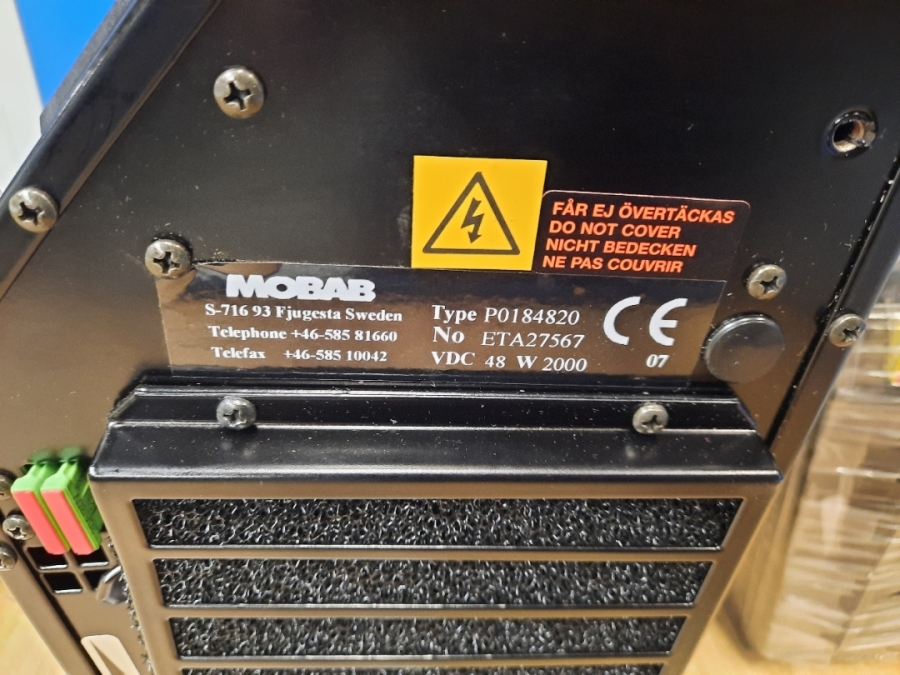 FÅR EJ ÖVERTÄCKAS
DO NOT COVER
NICHT BEDECKEN
NE PAS COUVRIR
MOBAB
S-716 93 Fjugesta Sweden
Telephone +46-585 81660
Telefax +46-585 10042
Type P0184820
No ETA27567
VDC 48 W 2000
CE
07